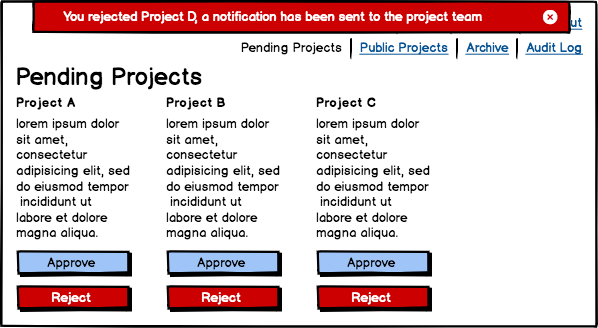 You rejected Project D, a notification has been sent to the project team
Pending Projects Public Projects Archive Audit Log
Pending Projects
Project A Project B Project C
lorem ipsum dolor lorem ipsum dolor lorem ipsum dolor
sit amet, sit amet, sit amet,
consectetur consectetur consectetur
adipisicing elit, sed adipisicing elit, sed adipisicing elit, sed
do eiusmod tempor do eiusmod tempor do eiusmod tempor
incididunt ut incididunt ut incididunt ut
labore et dolore labore et dolore labore et dolore
magna aliqua. magna aliqua. magna aliqua.
Approve Approve Approve
Reject Reject Reject